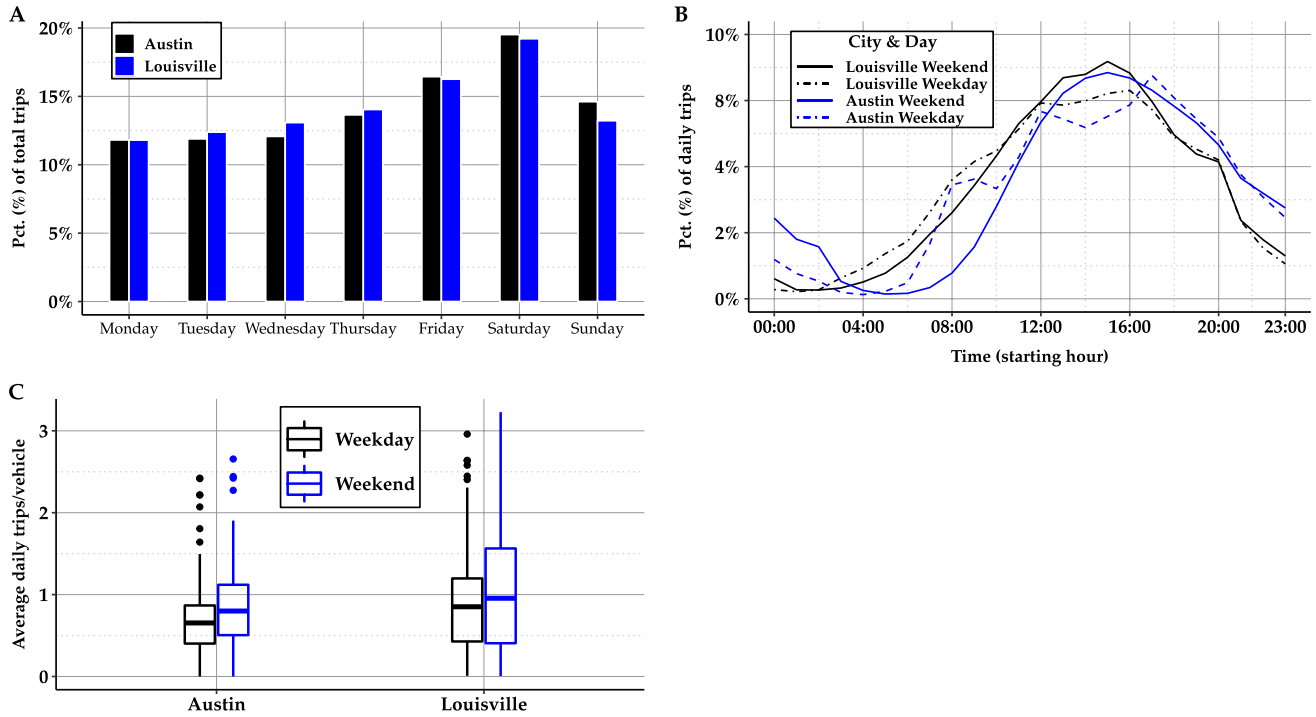 A
Pct. (%) of total trips
20%
15%
10%
5%
0%
Austin
Louisville
Monday Tuesday Wednesday Thursday Friday Saturday Sunday
B
Pct. (%) of daily trips
10%
8%
4%
2%
0%
City & Day
Louisville Weekend
Louisville Weekday
Austin Weekend
Austin Weekday
00:00 04:00 08:00 12:00 16:00 20:00 23:00
Time (starting hour)
C
Average daily trips/vehicle
3
2
1
0
Weekday
Weekend
Austin Louisville